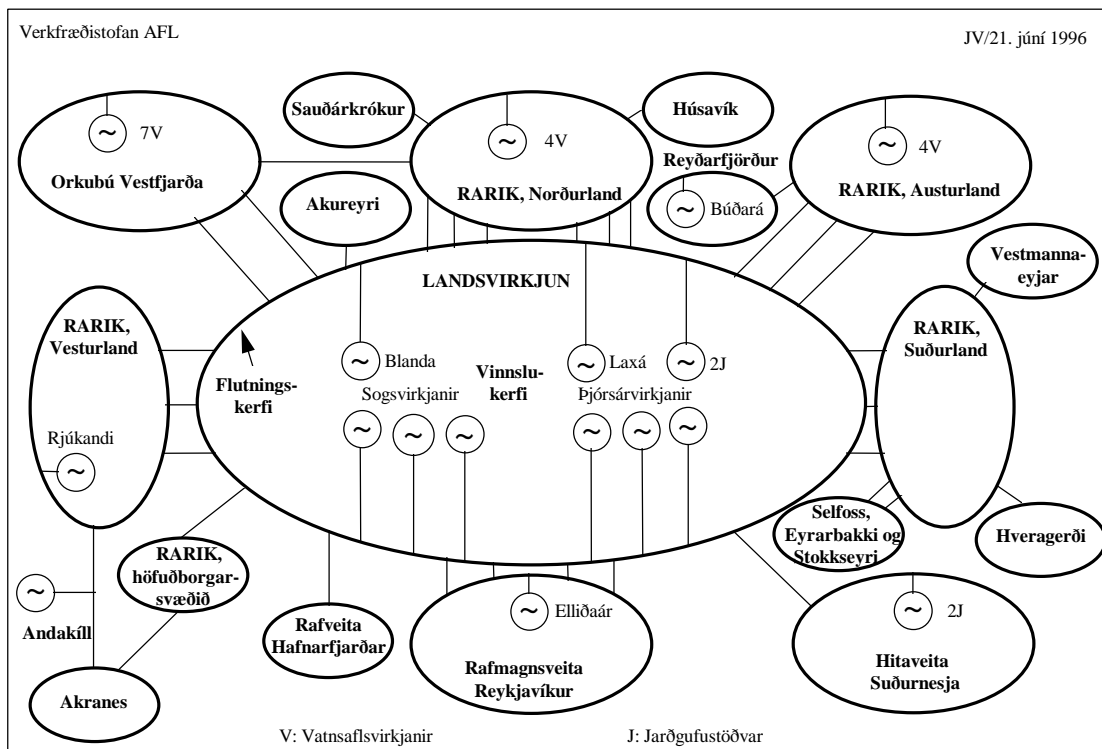 Verkfræðistofan AFL
JV/21. júní 1996
Sauðárkrókur
Húsavík
7V
4V
4V
Reyðarfjörður
Orkubú Vestfjarða
RARIK, Norðurland
RARIK, Austurland
Akureyri
Búðará
Vestmanna-
eyjar
LANDSVIRKJUN
RARIK,
Vesturland
RARIK,
Suðurland
Blanda
Laxá
2J
Flutnings-
kerfi
Vinnslu-
kerfi
Sogsvirkjanir
Þjórsárvirkjanir
Rjúkandi
Selfoss,
Eyrarbakki og
Stokkseyri
Hveragerði
RARIK,
höfuðborgar-
svæðið
Andakíll
Elliðaár
2J
Rafveita
Hafnarfjarðar
Rafmagnsveita
Reykjavíkur
Hitaveita
Suðurnesja
Akranes
V: Vatnsaflsvirkjanir
J: Jarðgufustöðvar